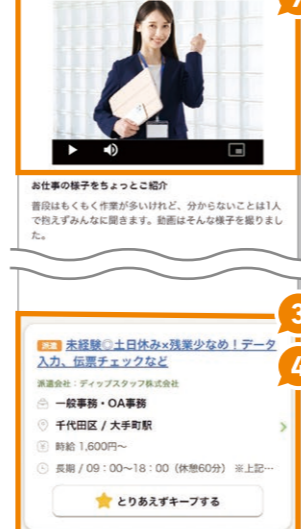 お仕事の様子をちょっとご紹介
普段はもくもく作業が多いけれど、分からないことは1人
で抱えずみんなに聞きます。動画はそんな様子を撮りまし
た。
3
派遣 未経験◎土日休み×残業少なめ！データ
入力、伝票チェックなど
4
派遣会社：ディップスタッフ株式会社
一般事務・OA事務
千代田区 / 大手町駅
時給 1,600円～
長期 / 09：00～18：00（休憩60分） ※上記…
とりあえずキープする